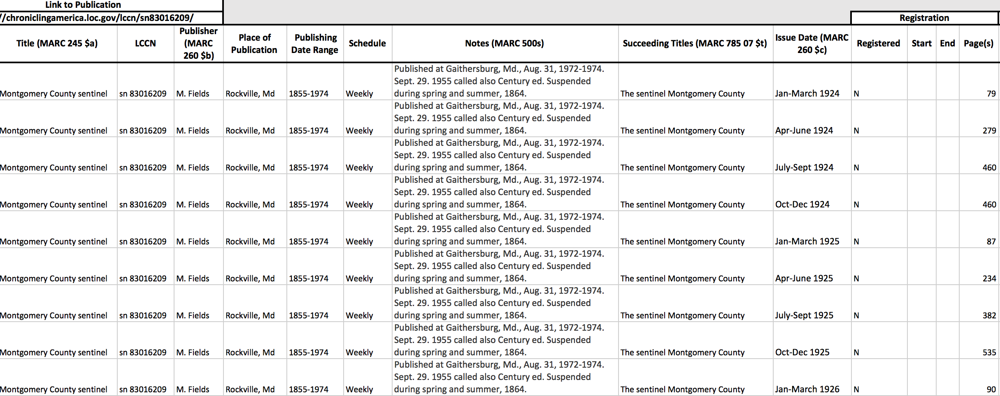 Link to Publication
//chroniclingamerica.loc.gov/lccn/sn83016209/
Registration
Title (MARC 245 $a) LCCN Publisher (MARC 260 $b) Place of Publication Publishing Date Range Schedule Notes (MARC 500s) Succeeding Titles (MARC 785 07 $t) Issue Date (MARC 260 $c) Registered Start End Page(s)
Published at Gaithersburg, Md., Aug. 31, 1972-1974.
Sept. 29. 1955 called also Century ed. Suspended
Montgomery County sentinel sn 83016209 M. Fields Rockville, Md 1855-1974 Weekly during spring and summer, 1864. The sentinel Montgomery County Jan-March 1924 N 79
Published at Gaithersburg, Md., Aug. 31, 1972-1974.
Sept. 29. 1955 called also Century ed. Suspended
Montgomery County sentinel sn 83016209 M. Fields Rockville, Md 1855-1974 Weekly during spring and summer, 1864. The sentinel Montgomery County Apr-June 1924 N 279
Published at Gaithersburg, Md., Aug. 31, 1972-1974.
Sept. 29. 1955 called also Century ed. Suspended
Montgomery County sentinel sn 83016209 M. Fields Rockville, Md 1855-1974 Weekly during spring and summer, 1864. The sentinel Montgomery County July-Sept 1924 N 460
Published at Gaithersburg, Md., Aug. 31, 1972-1974.
Sept. 29. 1955 called also Century ed. Suspended
Montgomery County sentinel sn 83016209 M. Fields Rockville, Md 1855-1974 Weekly during spring and summer, 1864. The sentinel Montgomery County Oct-Dec 1924 N 460
Published at Gaithersburg, Md., Aug. 31, 1972-1974.
Sept. 29. 1955 called also Century ed. Suspended
Montgomery County sentinel sn 83016209 M. Fields Rockville, Md 1855-1974 Weekly during spring and summer, 1864. The sentinel Montgomery County Jan-March 1925 N 87
Published at Gaithersburg, Md., Aug. 31, 1972-1974.
Sept. 29. 1955 called also Century ed. Suspended
Montgomery County sentinel sn 83016209 M. Fields Rockville, Md 1855-1974 Weekly during spring and summer, 1864. The sentinel Montgomery County Apr-June 1925 N 234
Published at Gaithersburg, Md., Aug. 31, 1972-1974.
Sept. 29. 1955 called also Century ed. Suspended
Montgomery County sentinel sn 83016209 M. Fields Rockville, Md 1855-1974 Weekly during spring and summer, 1864. The sentinel Montgomery County July-Sept 1925 N 382
Published at Gaithersburg, Md., Aug. 31, 1972-1974.
Sept. 29. 1955 called also Century ed. Suspended
Montgomery County sentinel sn 83016209 M. Fields Rockville, Md 1855-1974 Weekly during spring and summer, 1864. The sentinel Montgomery County Oct-Dec 1925 N 535
Published at Gaithersburg, Md., Aug. 31, 1972-1974.
Sept. 29. 1955 called also Century ed. Suspended
Montgomery County sentinel sn 83016209 M. Fields Rockville, Md 1855-1974 Weekly during spring and summer, 1864. The sentinel Montgomery County Jan-March 1926 N 90